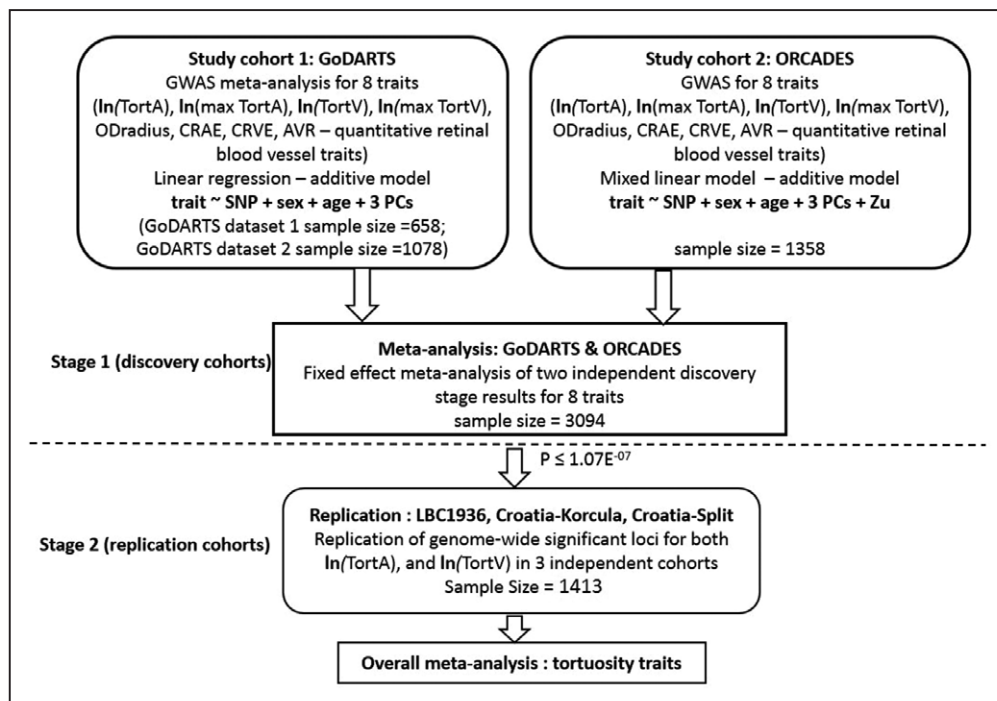 Study cohort 1: GoDARTS
GWAS meta-analysis for 8 traits
(ln(TortA), ln(max TortA), ln(TortV), ln(max TortV),
ODradius, CRAE, CRVE, AVR – quantitative retinal
blood vessel traits)
Linear regression – additive model
trait ~ SNP + sex + age + 3 PCs
(GoDARTS dataset 1 sample size =658;
GoDARTS dataset 2 sample size =1078)
Study cohort 2: ORCADES
GWAS for 8 traits
(ln(TortA), ln(max TortA), ln(TortV), ln(max TortV),
ODradius, CRAE, CRVE, AVR – quantitative retinal
blood vessel traits)
Mixed linear model – additive model
trait ~ SNP + sex + age + 3 PCs + Zu
sample size = 1358
Stage 1 (discovery cohorts)
Meta-analysis: GoDARTS & ORCADES
Fixed effect meta-analysis of two independent discovery
stage results for 8 traits
sample size = 3094
P ≤ 1.07E-07
Stage 2 (replication cohorts)
Replication : LBC1936, Croatia-Korcula, Croatia-Split
Replication of genome-wide significant loci for both
ln(TortA), and ln(TortV) in 3 independent cohorts
Sample Size = 1413
Overall meta-analysis : tortuosity traits